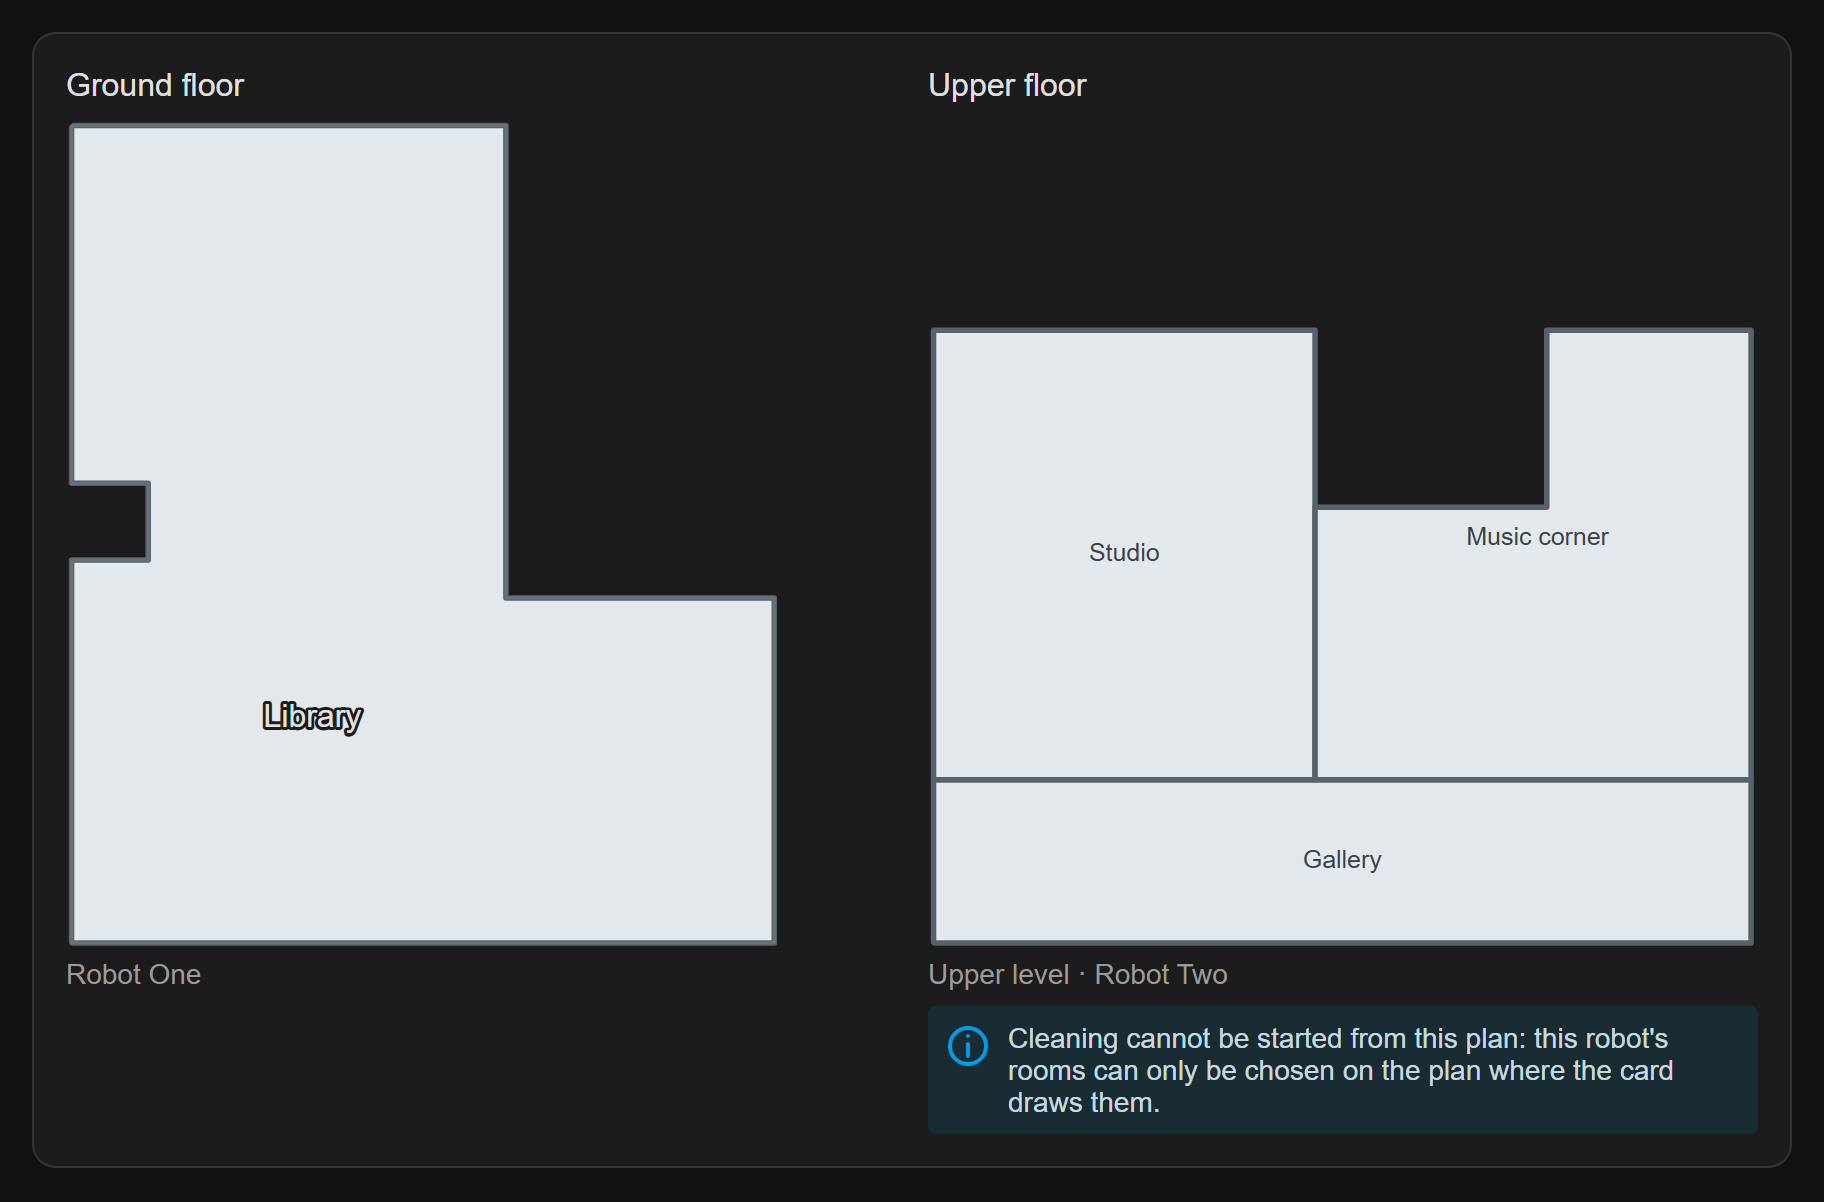 Ground floor
Library
Robot One
Upper floor
Studio
Music corner
Gallery
Upper level · Robot Two
Cleaning cannot be started from this plan: this robot's
rooms can only be chosen on the plan where the card
draws them.